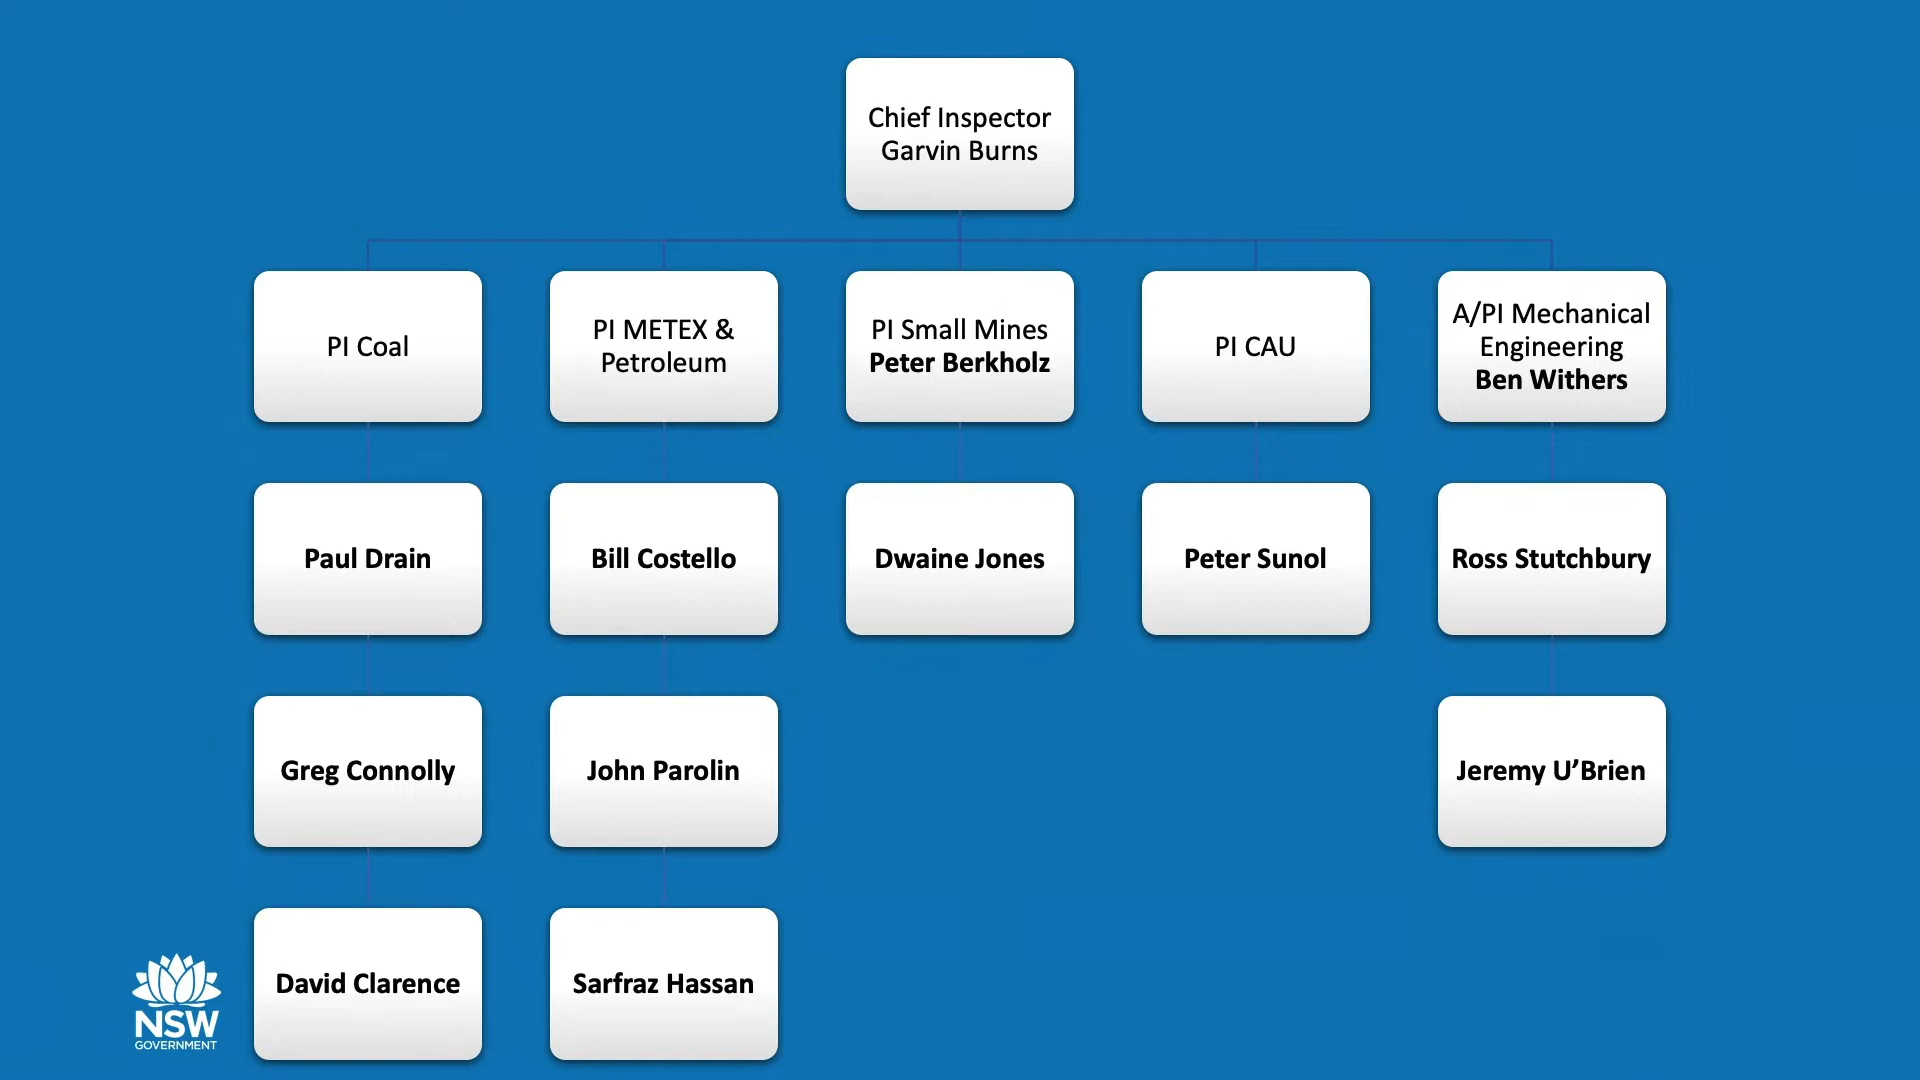 Chief Inspector
Garvin Burns
PI Coal
PI METEX &
Petroleum
PI Small Mines
Peter Berkholz
PI CAU
A/PI Mechanical
Engineering
Ben Withers
Paul Drain
Bill Costello
Dwaine Jones
Peter Sunol
Ross Stutchbury
Greg Connolly
John Parolin
Jeremy U’Brien
David Clarence
Sarfraz Hassan
NSW
GOVERNMENT